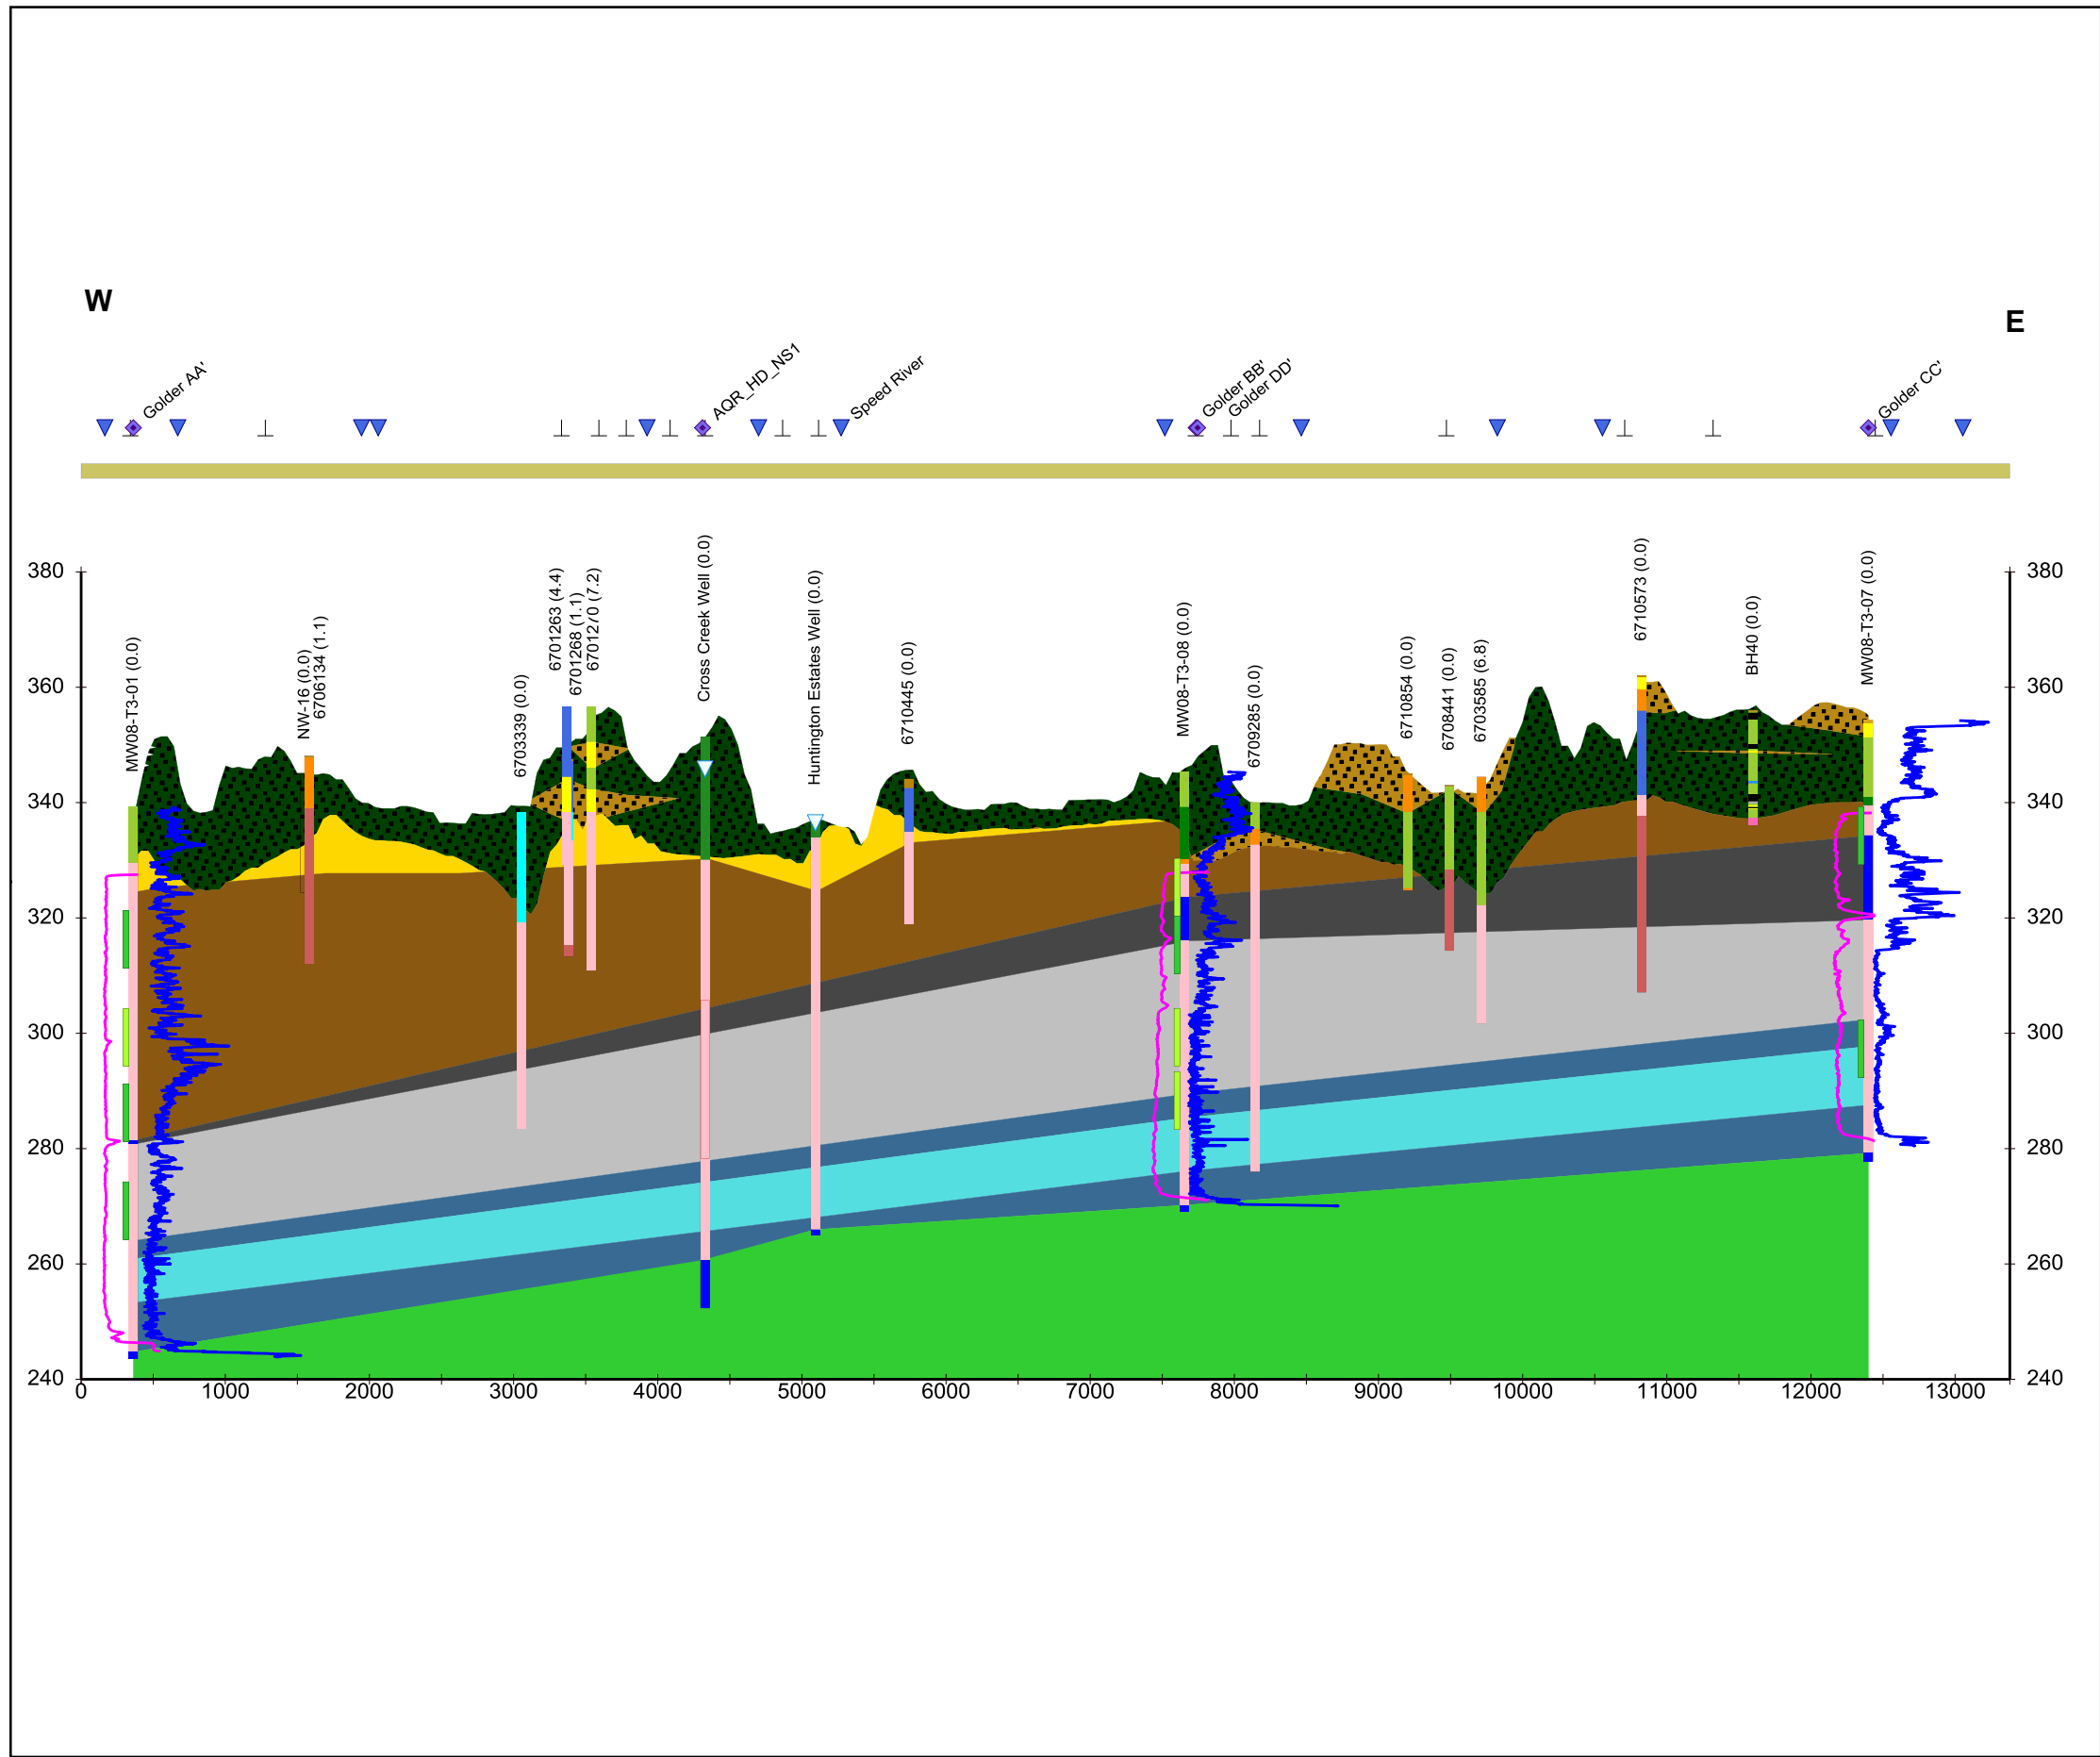 W
E
Golder AA'
AQR_HD_NS1
Speed River
Golder BB'
Golder DD'
Golder CC'
MW08-T3-01 (0.0)
NW-16 (0.0)
6706134 (1.1)
6703339 (0.0)
6701263 (4.4)
6701268 (1.1)
6701270 (7.2)
Cross Creek Well (0.0)
Huntington Estates Well (0.0)
6710445 (0.0)
MW08-T3-08 (0.0)
6709285 (0.0)
6710854 (0.0)
6708441 (0.0)
6703585 (6.8)
6710573 (0.0)
BH40 (0.0)
MW08-T3-07 (0.0)
380 380
360 360
340 340
320 320
300 300
280 280
260 260
240 240
0 1000 2000 3000 4000 5000 6000 7000 8000 9000 10000 11000 12000 13000